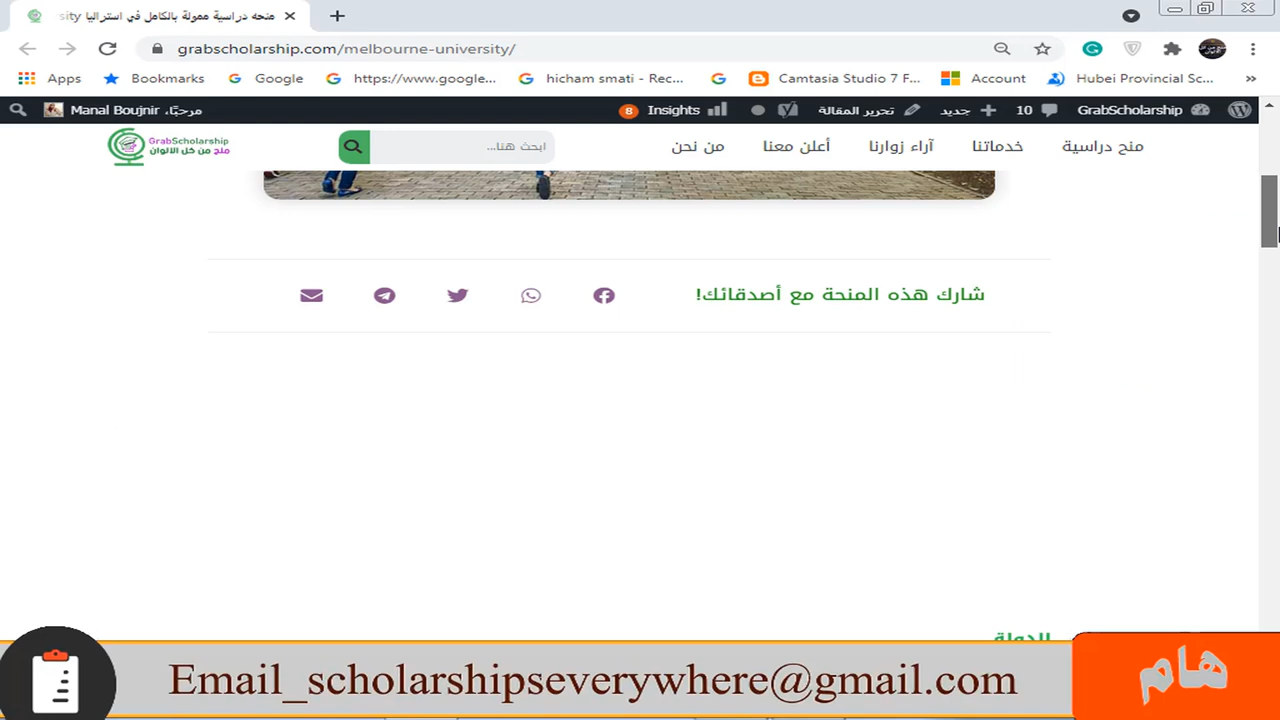 منحه دراسية ممولة بالكامل في استراليا sity
grabscholarship.com/melbourne-university/
Apps Bookmarks Google https://www.google... hicham smati - Rec... Camtasia Studio 7 F... Account Hubei Provincial Sc... »
مرحبًا، Manal Boujnir
8 Insights
تحرير المقالة
جديد
10
GrabScholarship
GrabScholarship
منح من كل الالوان
ابحث هنا...
منح دراسية خدماتنا آراء زوارنا أعلن معنا من نحن
شارك هذه المنحة مع أصدقائك!
الدولة
Email_scholarshipseverywhere@gmail.com
هام